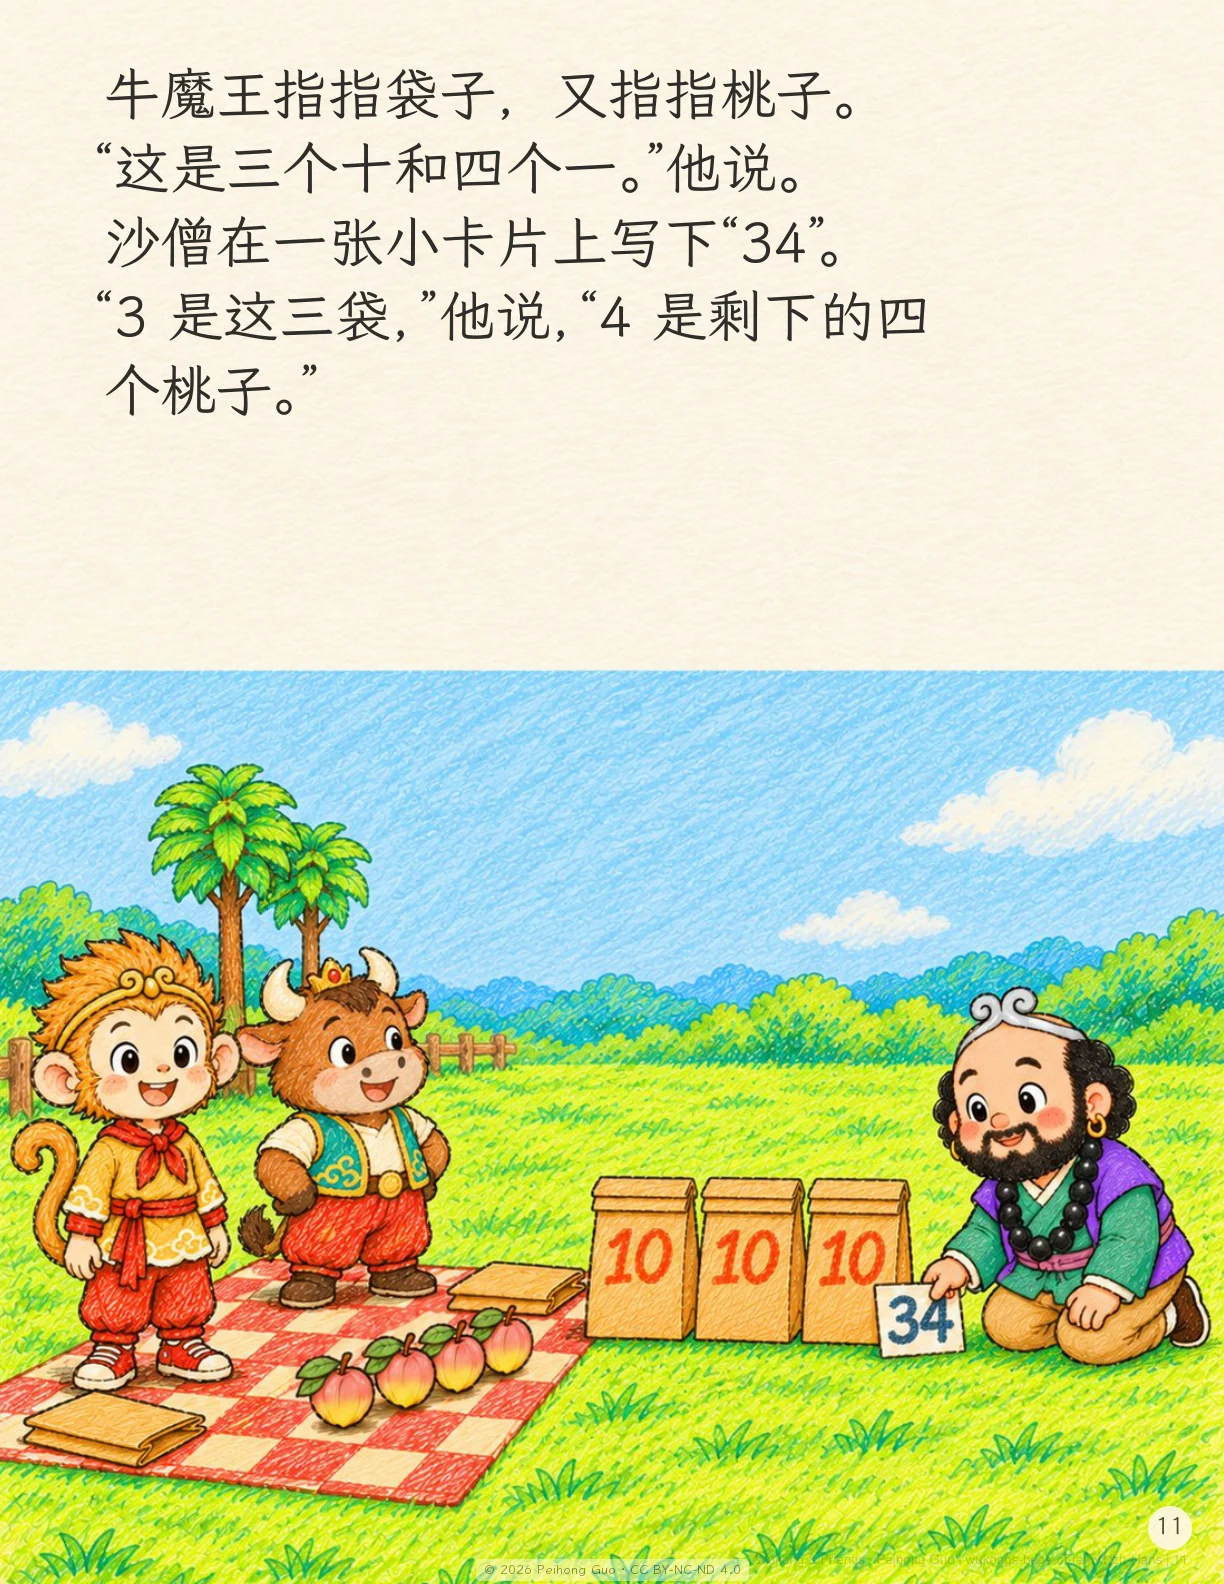 牛魔王指指袋子，又指指桃子。
“这是三个十和四个一。”他说。
沙僧在一张小卡片上写下“34”。
“3 是这三袋，”他说，“4 是剩下的四
个桃子。”
10 10 10
34
11
© 2026 Peihong Guo • CC BY-NC-ND 4.0